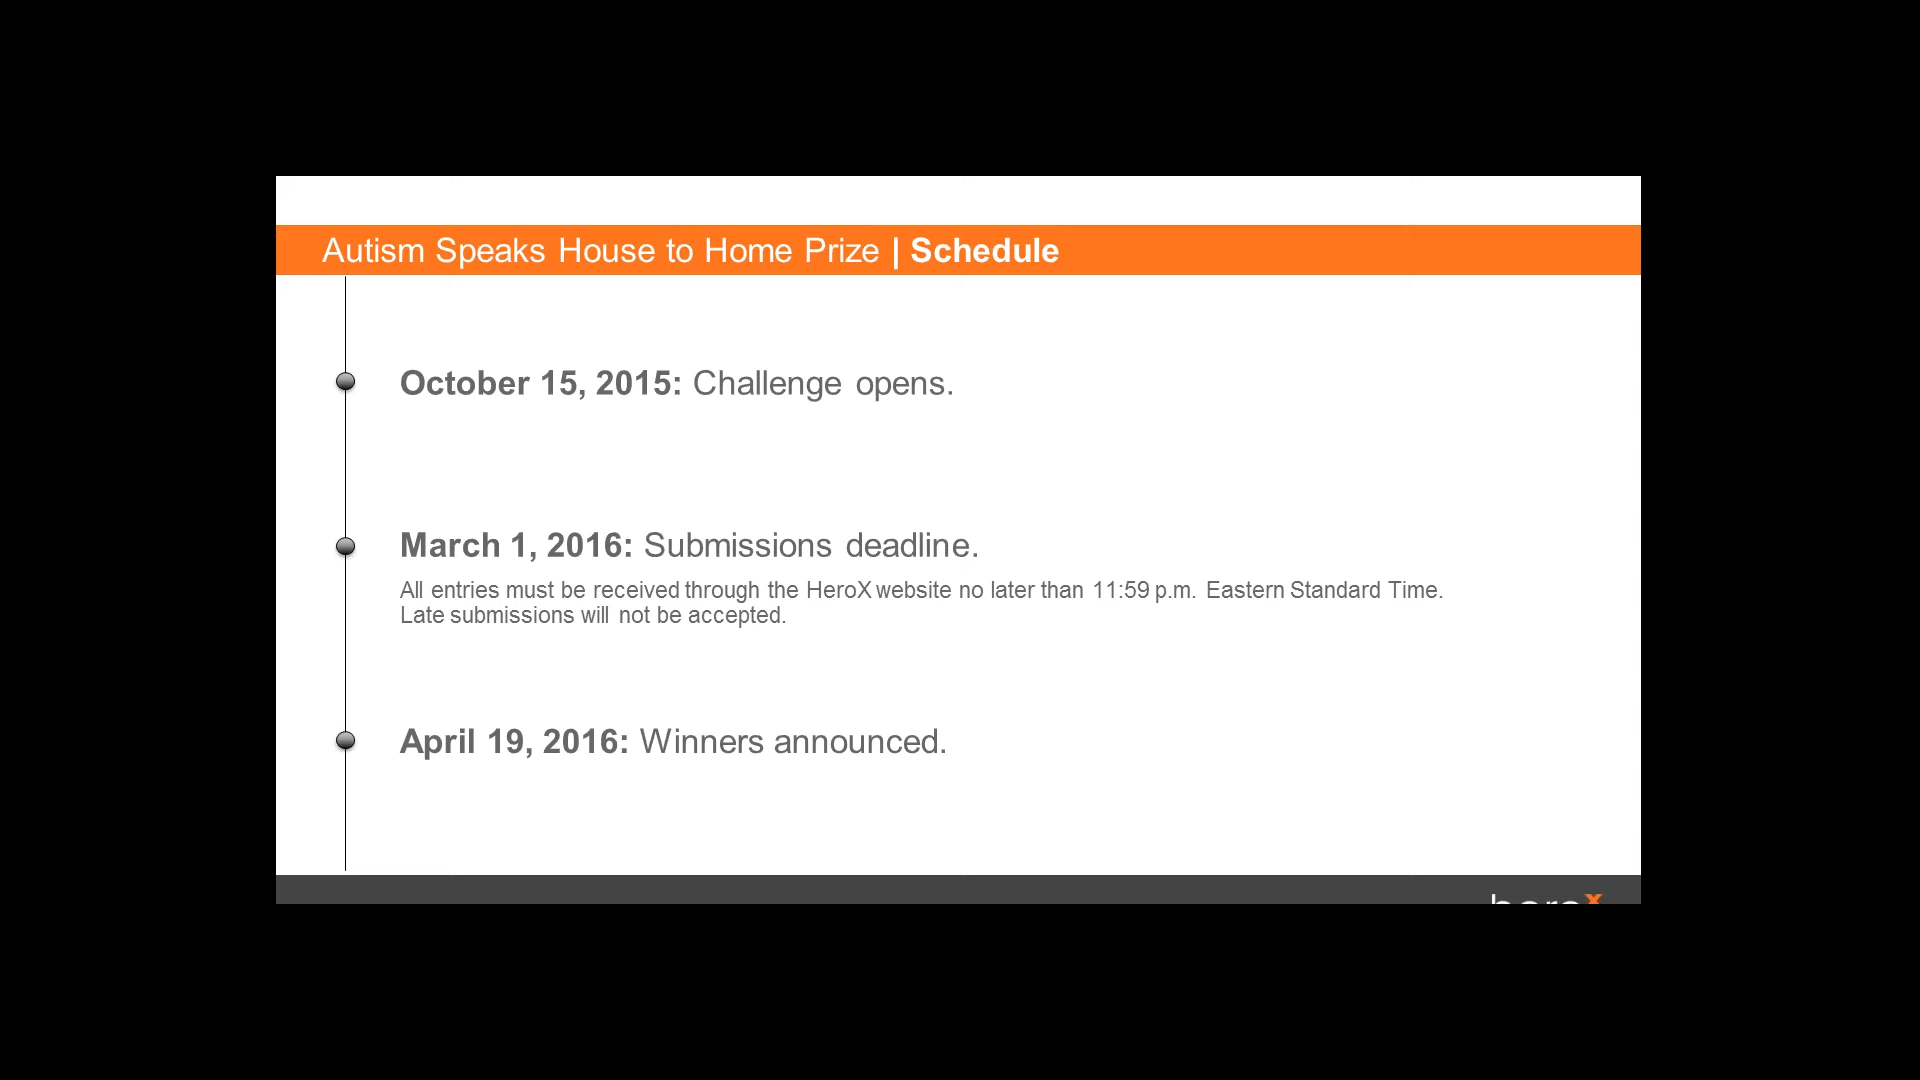 Autism Speaks House to Home Prize | Schedule
October 15, 2015: Challenge opens.
March 1, 2016: Submissions deadline.
All entries must be received through the HeroX website no later than 11:59 p.m. Eastern Standard Time.
Late submissions will not be accepted.
April 19, 2016: Winners announced.